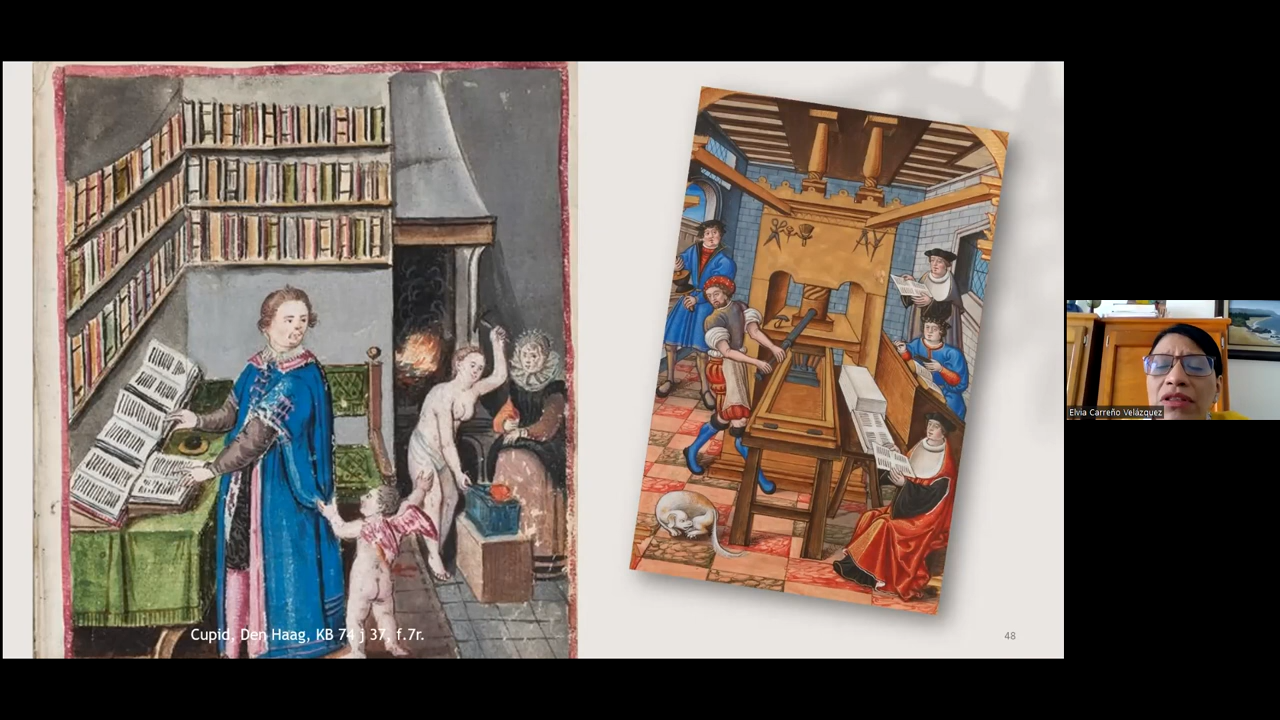 Cupid, Den Haag, KB 74 j 37, f.7r.
48
Elvia Carreño Velázquez